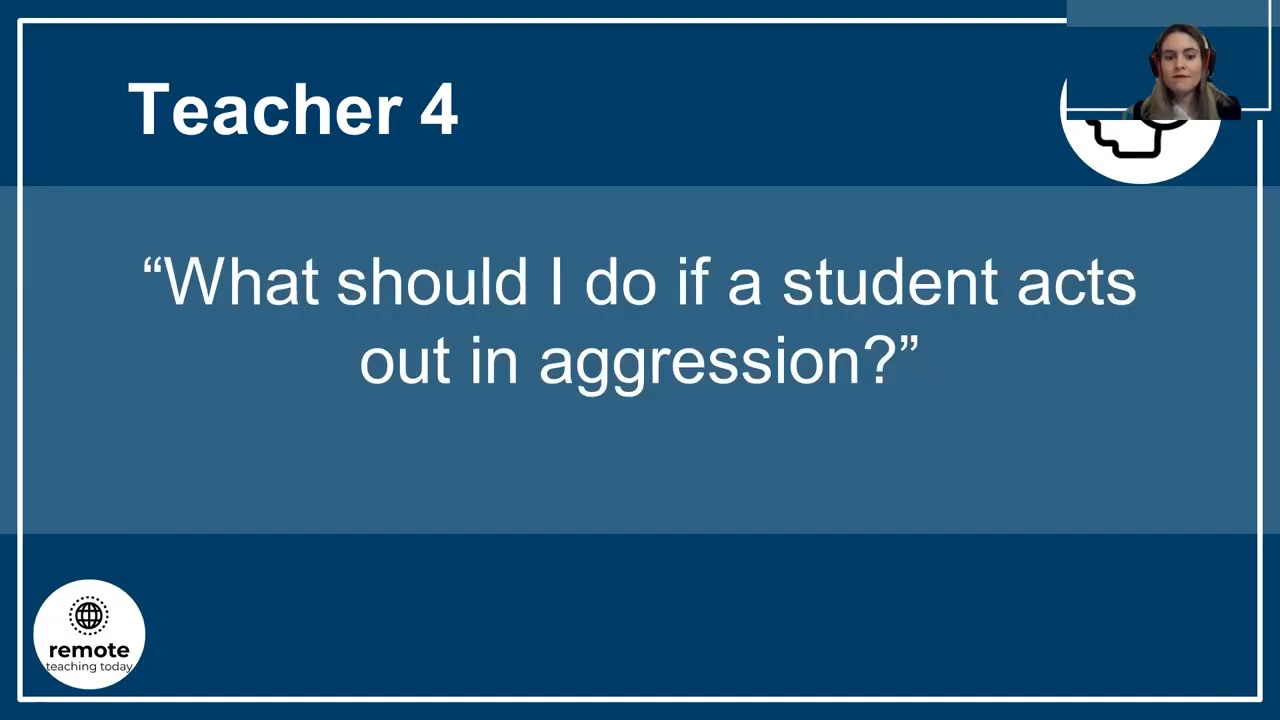 Teacher 4
“What should I do if a student acts
out in aggression?”
remote
teaching today